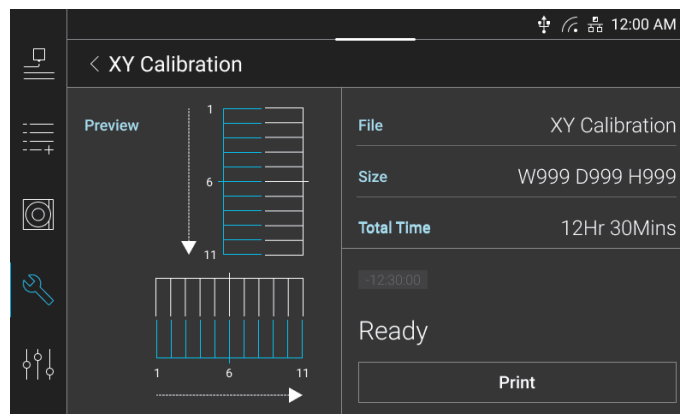 12:00 AM
< XY Calibration
Preview
1
6
11
1 6 11
File XY Calibration
Size W999 D999 H999
Total Time 12Hr 30Mins
-12:30:00
Ready
Print